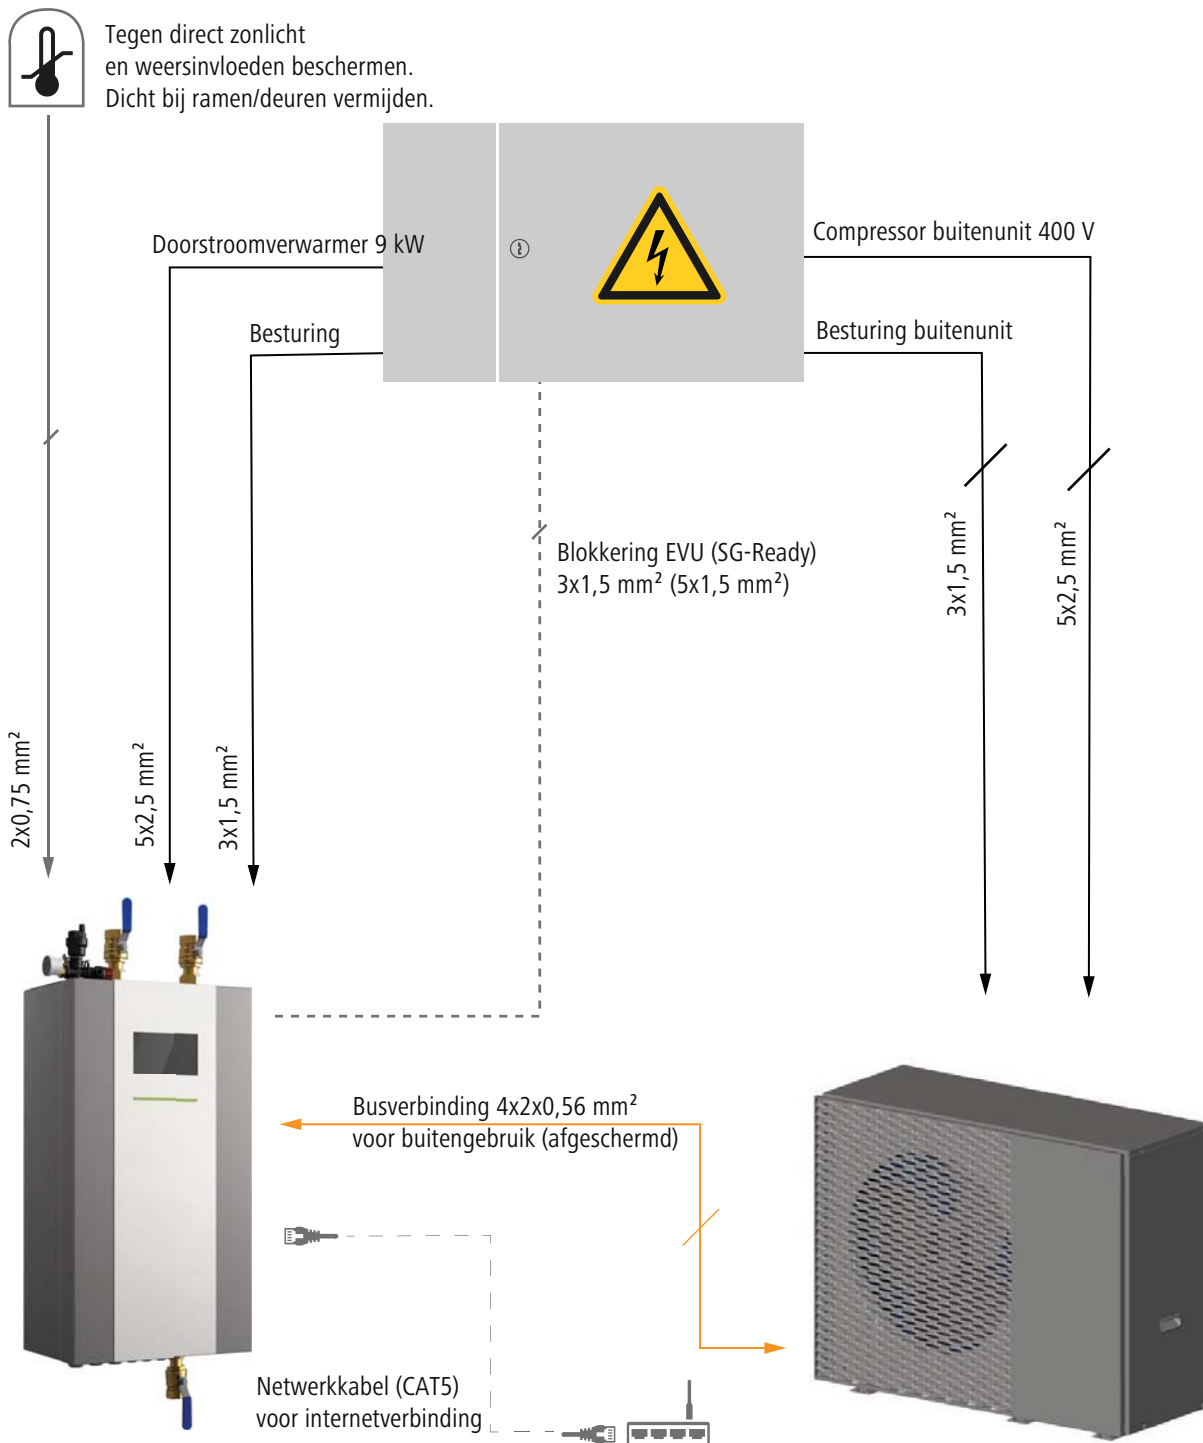 Tegen direct zonlicht
en weersinvloeden beschermen.
Dicht bij ramen/deuren vermijden.
Doorstroomverwarmer 9 kW
Compressor buitenunit 400 V
Besturing
Besturing buitenunit
Blokkering EVU (SG-Ready)
3x1,5 mm² (5x1,5 mm²)
3x1,5 mm²
5x2,5 mm²
2x0,75 mm²
5x2,5 mm²
3x1,5 mm²
Busverbinding 4x2x0,56 mm²
voor buitengebruik (afgeschermd)
Netwerkkabel (CAT5)
voor internetverbinding